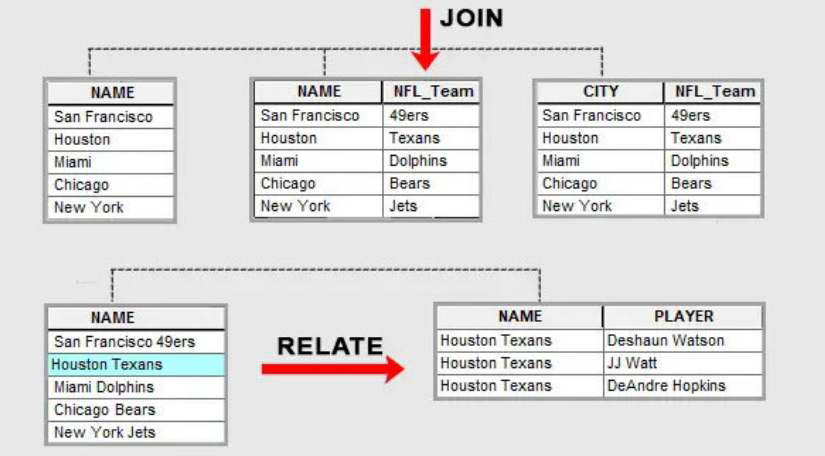 JOIN
NAME
San Francisco
Houston
Miami
Chicago
New York
NAME NFL_Team
San Francisco 49ers
Houston Texans
Miami Dolphins
Chicago Bears
New York Jets
CITY NFL_Team
San Francisco 49ers
Houston Texans
Miami Dolphins
Chicago Bears
New York Jets
NAME
San Francisco 49ers
Houston Texans
Miami Dolphins
Chicago Bears
New York Jets
RELATE
NAME PLAYER
Houston Texans Deshaun Watson
Houston Texans JJ Watt
Houston Texans DeAndre Hopkins